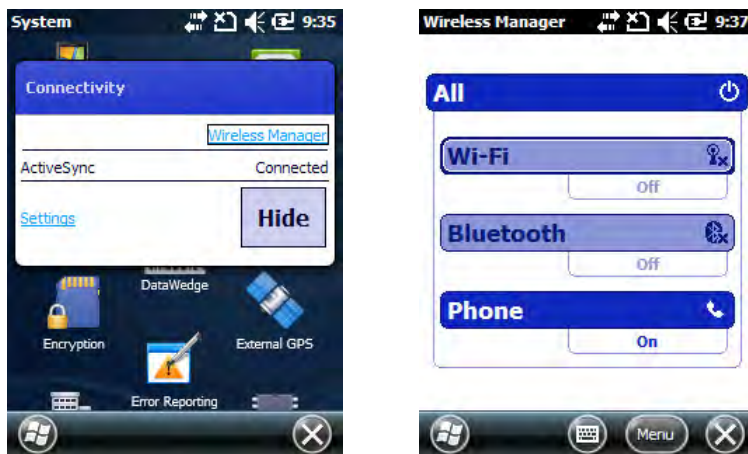 System 9:35
Connectivity
Wireless Manager
ActiveSync Connected
Settings Hide
DataWedge
Encryption External GPS
Error Reporting
Wireless Manager 9:37
All
Wi-Fi
Off
Bluetooth
Off
Phone
On
Menu